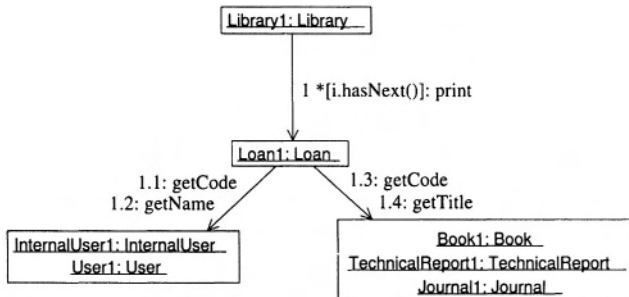 Library1: Library
1 *[i.hasNext()]: print
Loan1: Loan
1.1: getCode
1.2: getName
1.3: getCode
1.4: getTitle
InternalUser1: InternalUser
User1: User
Book1: Book
TechnicalReport1: TechnicalReport
Journal1: Journal